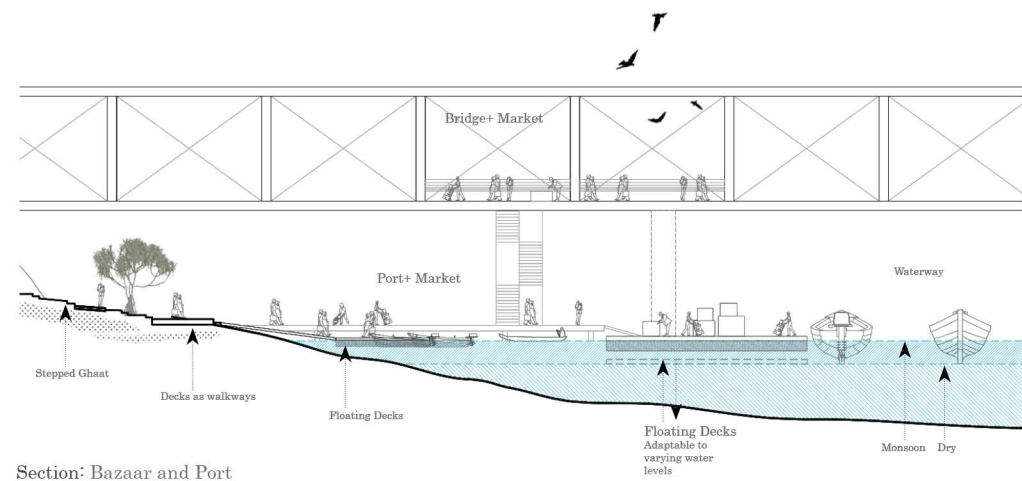 Bridge+ Market
Port+ Market
Waterway
Stepped Ghaat
Decks as walkways
Floating Decks
Floating Decks
Adaptable to
varying water
levels
Monsoon
Dry
Section: Bazaar and Port